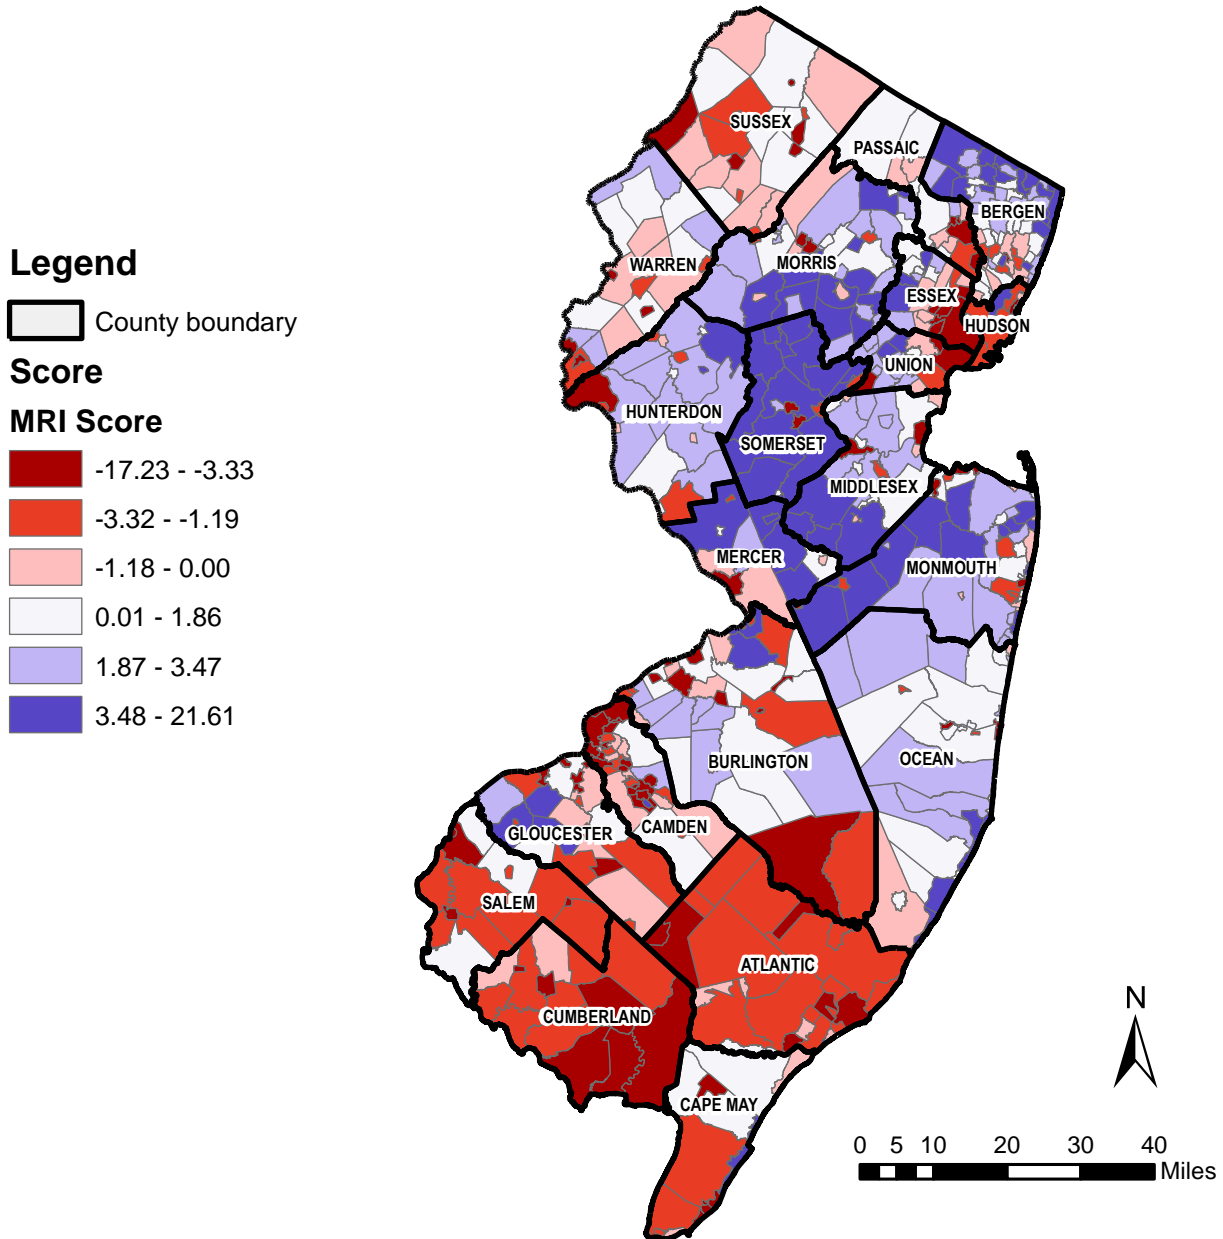 Legend
County boundary
Score
MRI Score
-17.23 - -3.33
-3.32 - -1.19
-1.18 - 0.00
0.01 - 1.86
1.87 - 3.47
3.48 - 21.61
SUSSEX
PASSAIC
BERGEN
WARREN
MORRIS
ESSEX
HUDSON
UNION
HUNTERDON
SOMERSET
MIDDLESEX
MERCER
MONMOUTH
OCEAN
BURLINGTON
CAMDEN
GLOUCESTER
SALEM
ATLANTIC
CUMBERLAND
CAPE MAY
N
0 5 10 20 30 40
Miles